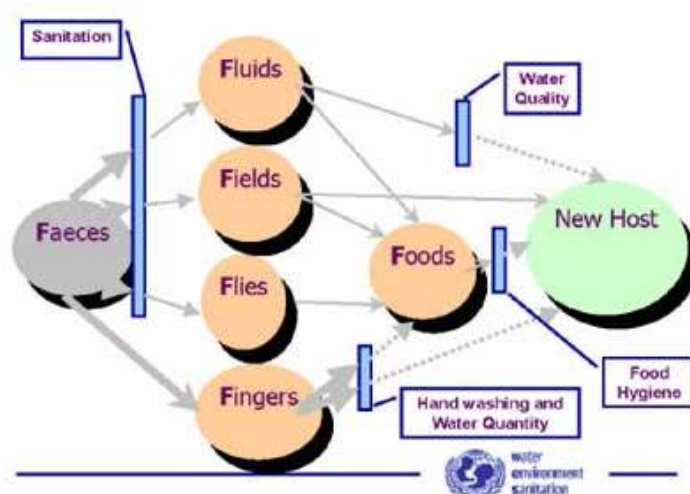 Sanitation
Fluids
Water
Quality
Fields
Faeces
New Host
Foods
Flies
Fingers
Food
Hygiene
Hand washing and
Water Quantity
water
environment
sanitation